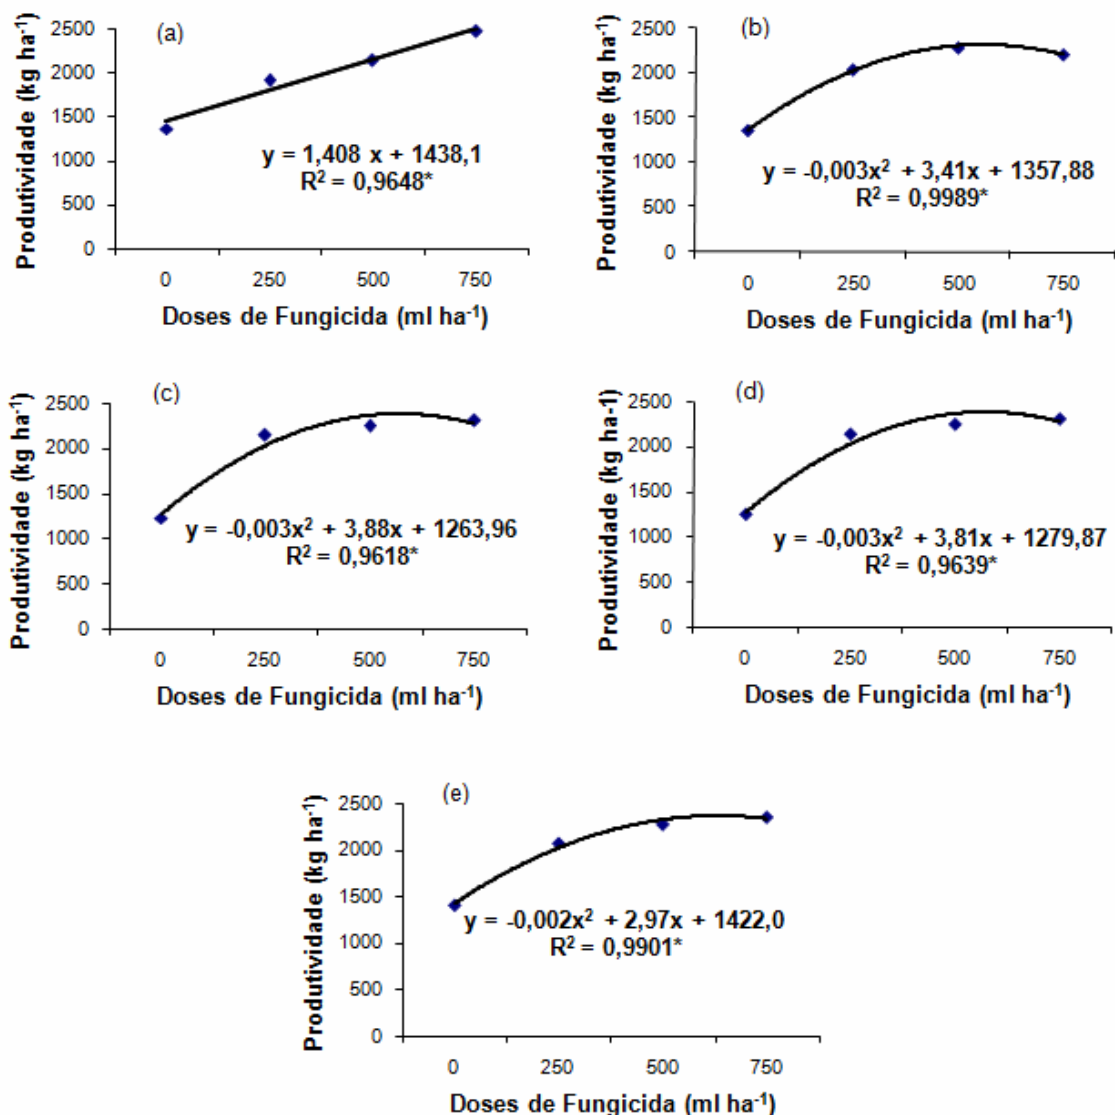 (a)
Produtividade (kg ha⁻¹)
2500
2000
1500
1000
500
0
y = 1,408 x + 1438,1
R² = 0,9648*
0 250 500 750
Doses de Fungicida (ml ha⁻¹)
(b)
Produtividade (kg ha⁻¹)
2500
2000
1500
1000
500
0
y = -0,003x² + 3,41x + 1357,88
R² = 0,9989*
0 250 500 750
Doses de Fungicida (ml ha⁻¹)
(c)
Produtividade (kg ha⁻¹)
2500
2000
1500
1000
500
0
y = -0,003x² + 3,88x + 1263,96
R² = 0,9618*
0 250 500 750
Doses de Fungicida (ml ha⁻¹)
(d)
Produtividade (kg ha-1)
2500
2000
1500
1000
500
0
y = -0,003x² + 3,81x + 1279,87
R² = 0,9639*
0 250 500 750
Doses de Fungicida (ml ha⁻¹)
(e)
Produtividade (kg ha⁻¹)
2500
2000
1500
1000
500
0
y = -0,002x² + 2,97x + 1422,0
R² = 0,9901*
0 250 500 750
Doses de Fungicida (ml ha⁻¹)